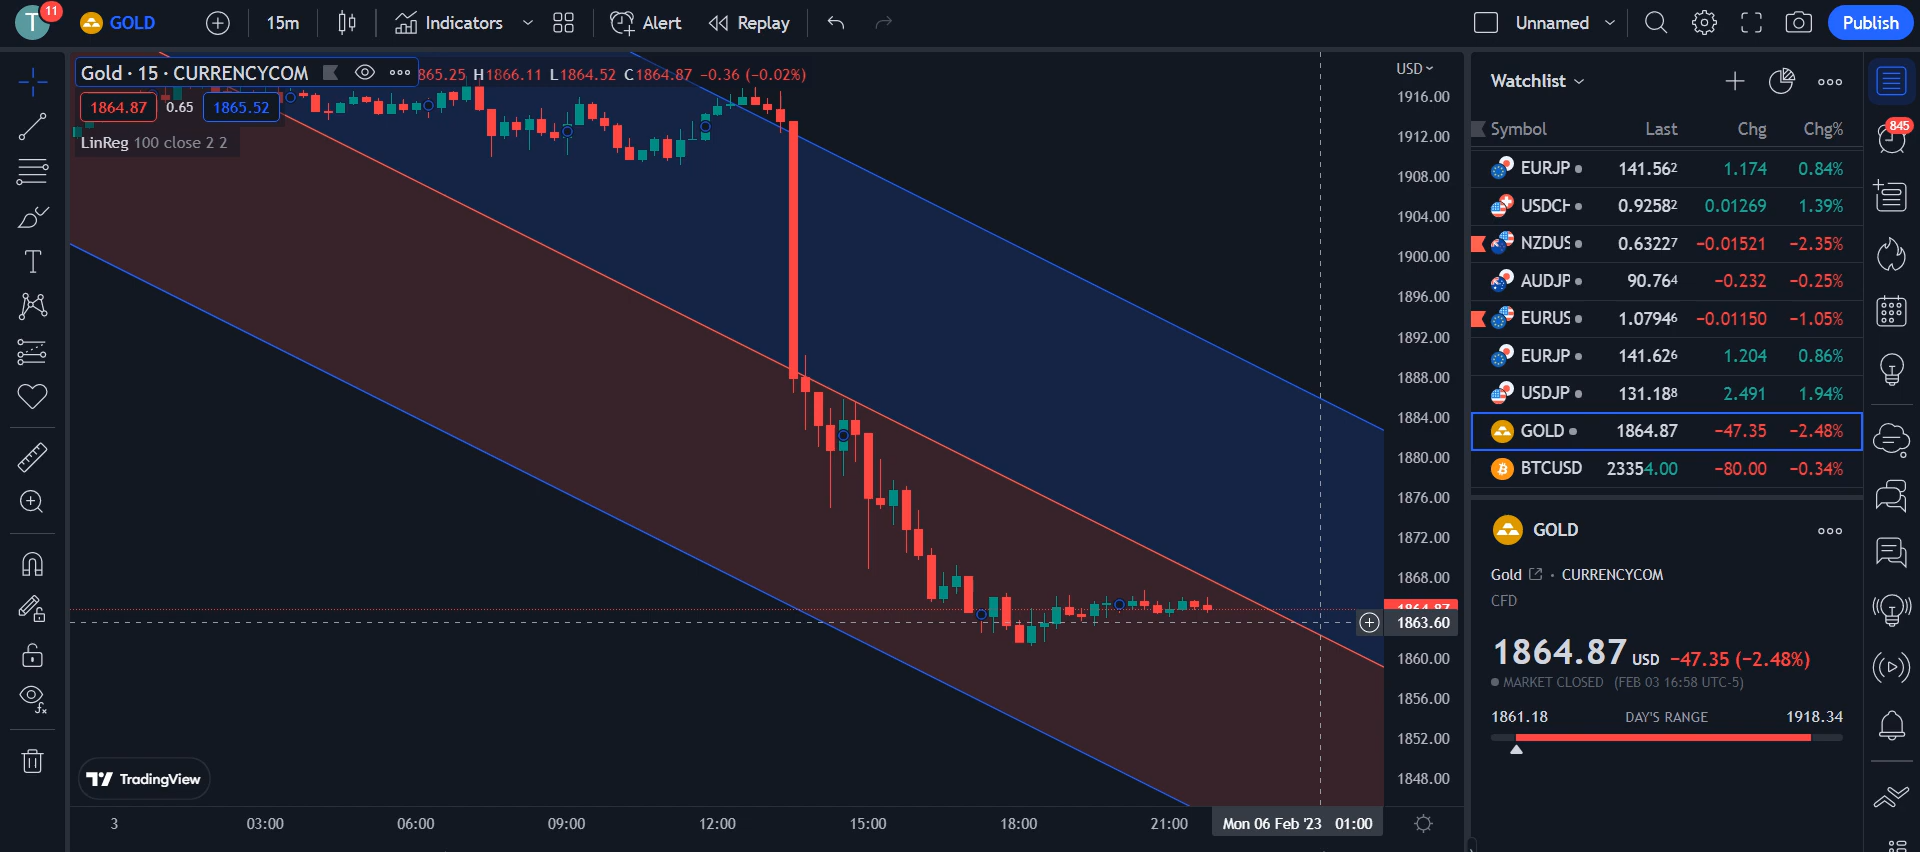 T 11 GOLD 15m Indicators Alert Replay Unnamed Publish
Gold · 15 · CURRENCYCOM 865.25 H1866.11 L1864.52 C1864.87 −0.36 (−0.02%)
1864.87 0.65 1865.52
LinReg 100 close 2 2
USD
1916.00
1912.00
1908.00
1904.00
1900.00
1896.00
1892.00
1888.00
1884.00
1880.00
1876.00
1872.00
1868.00
1864.87
1863.60
1860.00
1856.00
1852.00
1848.00
TradingView
3 03:00 06:00 09:00 12:00 15:00 18:00 21:00 Mon 06 Feb '23 01:00
Watchlist
Symbol Last Chg Chg%
EURJP 141.562 1.174 0.84%
USDCH 0.92582 0.01269 1.39%
NZDUS 0.63227 −0.01521 −2.35%
AUDJP 90.764 −0.232 −0.25%
EURUS 1.07946 −0.01150 −1.05%
EURJP 141.626 1.204 0.86%
USDJP 131.188 2.491 1.94%
GOLD 1864.87 −47.35 −2.48%
BTCUSD 23354.00 −80.00 −0.34%
GOLD
Gold · CURRENCYCOM
CFD
1864.87 USD −47.35 (−2.48%)
MARKET CLOSED (FEB 03 16:58 UTC-5)
1861.18 DAY'S RANGE 1918.34
845